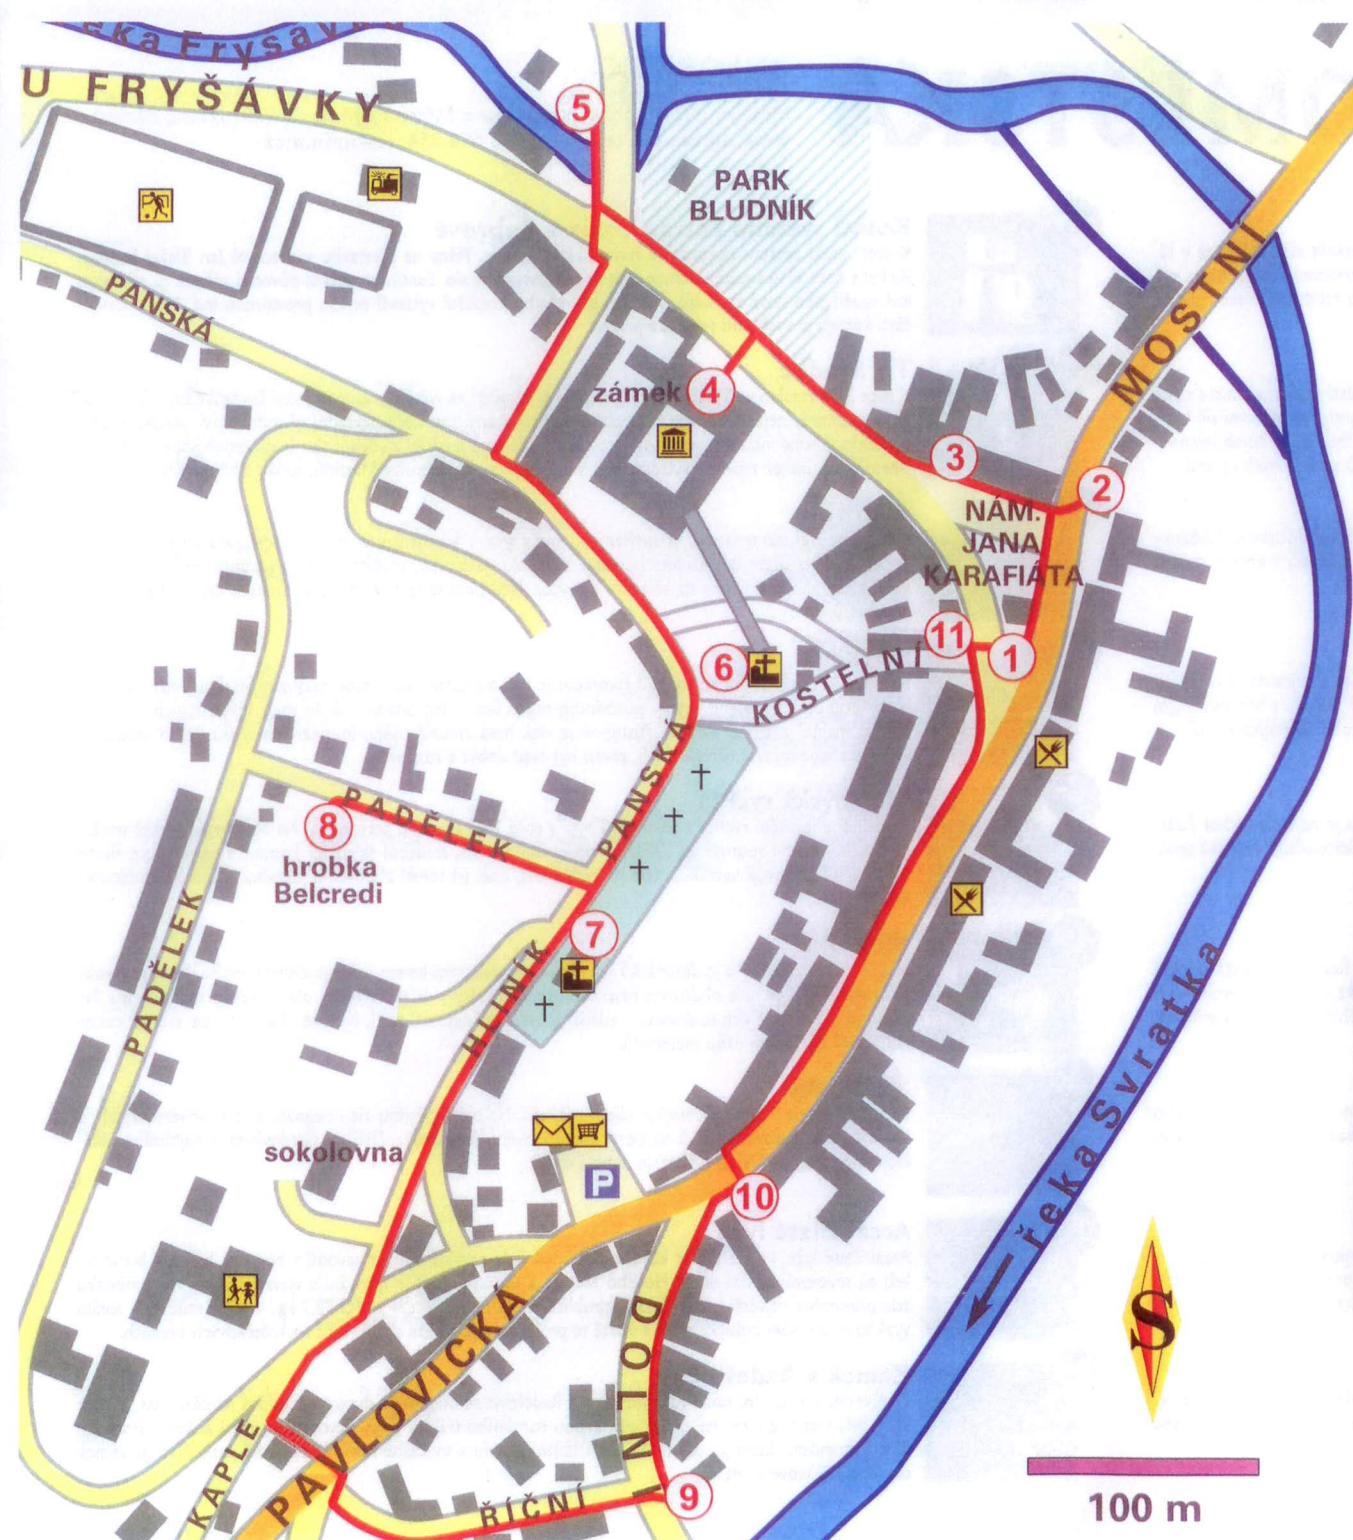 řeka Fryšávka
U FRYŠÁVKY
5
PARK
BLUDNÍK
MOSTNÍ
PANSKÁ
zámek 4
3
2
NÁM.
JANA
KARAFIÁTA
11
1
6
KOSTELNÍ
PANSKÁ
PADĚLEK
8
hrobka
Belcredi
7
PADĚLEK
HLINÍK
řeka Svratka
sokolovna
P
10
DOLNÍ
PAVLOVICKÁ
KAPLE
ŘÍČNÍ
9
S
100 m